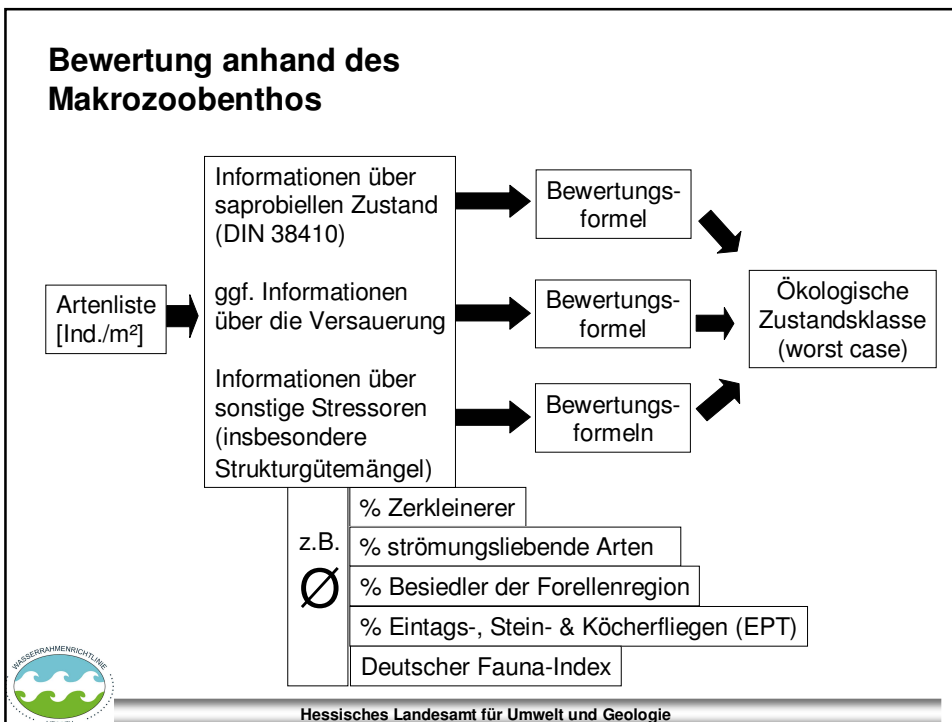 Bewertung anhand des
Makrozoobenthos
Artenliste
[Ind./m²]
Informationen über
saprobiellen Zustand
(DIN 38410)
ggf. Informationen
über die Versauerung
Informationen über
sonstige Stressoren
(insbesondere
Strukturgütemängel)
Bewertungs-
formel
Bewertungs-
formel
Bewertungs-
formeln
Ökologische
Zustandsklasse
(worst case)
z.B.
Ø
% Zerkleinerer
% strömungsliebende Arten
% Besiedler der Forellenregion
% Eintags-, Stein- & Köcherfliegen (EPT)
Deutscher Fauna-Index
WASSERRAHMENRICHTLINIE
Hessisches Landesamt für Umwelt und Geologie